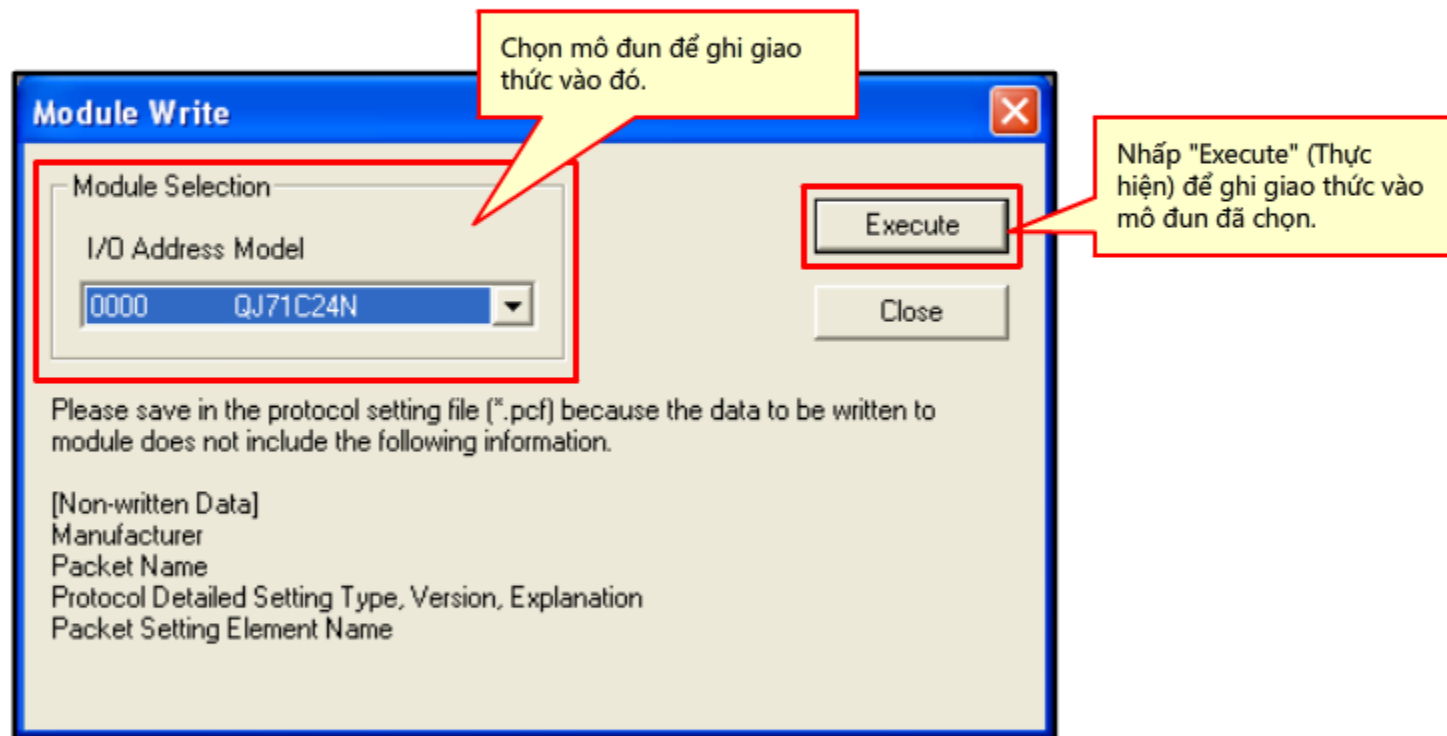 Chọn mô đun để ghi giao
thức vào đó.
Module Write
Nhấp "Execute" (Thực
hiện) để ghi giao thức vào
mô đun đã chọn.
Module Selection
I/O Address Model
0000 QJ71C24N
Execute
Close
Please save in the protocol setting file (*.pcf) because the data to be written to
module does not include the following information.
[Non-written Data]
Manufacturer
Packet Name
Protocol Detailed Setting Type, Version, Explanation
Packet Setting Element Name